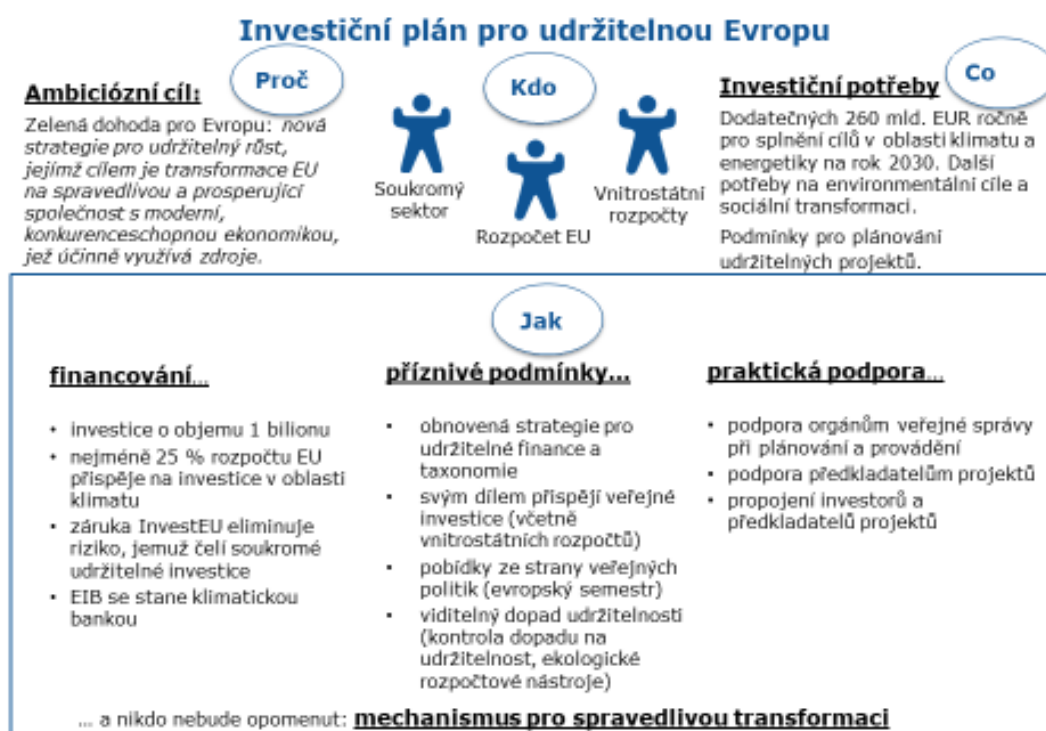 Investiční plán pro udržitelnou Evropu
Proč
Ambiciózní cíl:
Zelená dohoda pro Evropu: nová
strategie pro udržitelný růst,
jejímž cílem je transformace EU
na spravedlivou a prosperující
společnost s moderní,
konkurenceschopnou ekonomikou,
jež účinně využívá zdroje.
Kdo
Soukromý
sektor
Rozpočet EU
Vnitrostátní
rozpočty
Co
Investiční potřeby
Dodatečných 260 mld. EUR ročně
pro splnění cílů v oblasti klimatu a
energetiky na rok 2030. Další
potřeby na environmentální cíle a
sociální transformaci.
Podmínky pro plánování
udržitelných projektů.
Jak
financování...
• investice o objemu 1 bilionu
• nejméně 25 % rozpočtu EU
přispěje na investice v oblasti
klimatu
• záruka InvestEU eliminuje
riziko, jemuž čelí soukromé
udržitelné investice
• EIB se stane klimatickou
bankou
příznivé podmínky...
• obnovená strategie pro
udržitelné finance a
taxonomie
• svým dílem přispějí veřejné
investice (včetně
vnitrostátních rozpočtů)
• pobídky ze strany veřejných
politik (evropský semestr)
• viditelný dopad udržitelnosti
(kontrola dopadu na
udržitelnost, ekologické
rozpočtové nástroje)
praktická podpora...
• podpora orgánům veřejné správy
při plánování a provádění
• podpora předkladatelům projektů
• propojení investorů a
předkladatelů projektů
... a nikdo nebude opomenut: mechanismus pro spravedlivou transformaci